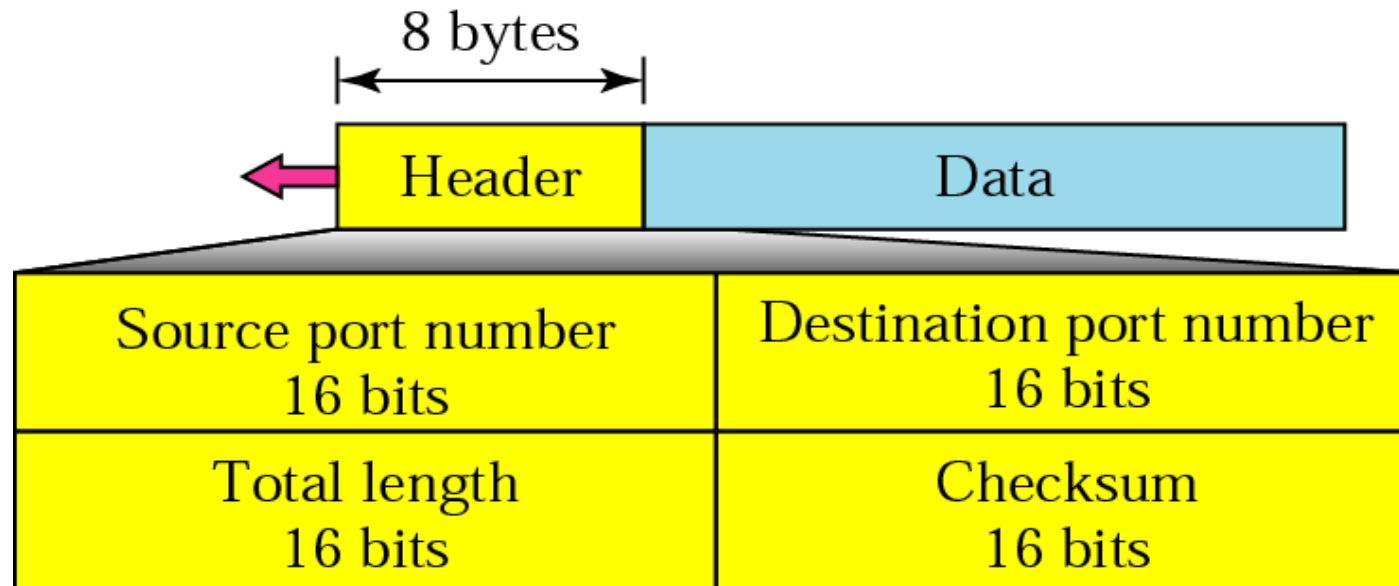 8 bytes
Header
Data
Source port number
16 bits
Destination port number
16 bits
Total length
16 bits
Checksum
16 bits